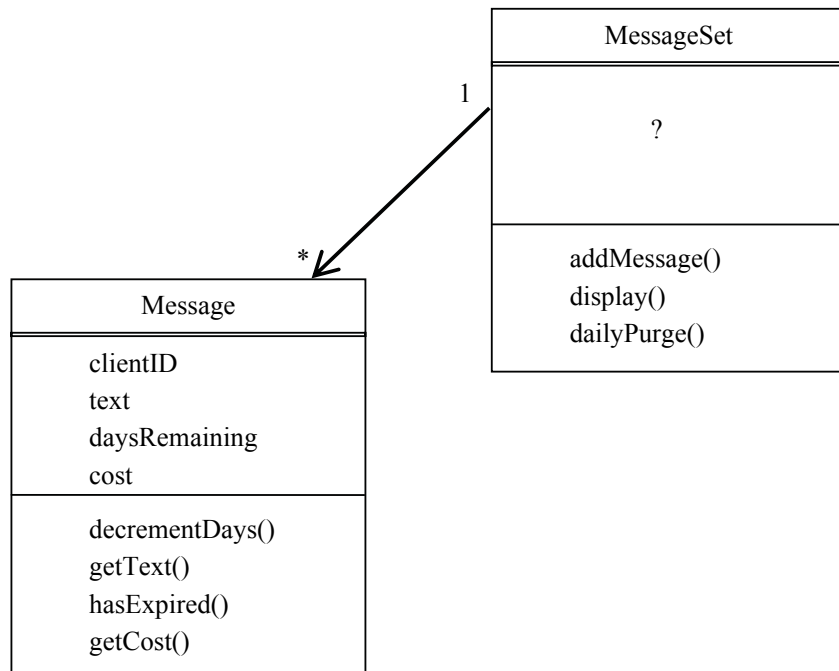 MessageSet
?
addMessage()
display()
dailyPurge()
1
*
Message
clientID
text
daysRemaining
cost
decrementDays()
getText()
hasExpired()
getCost()